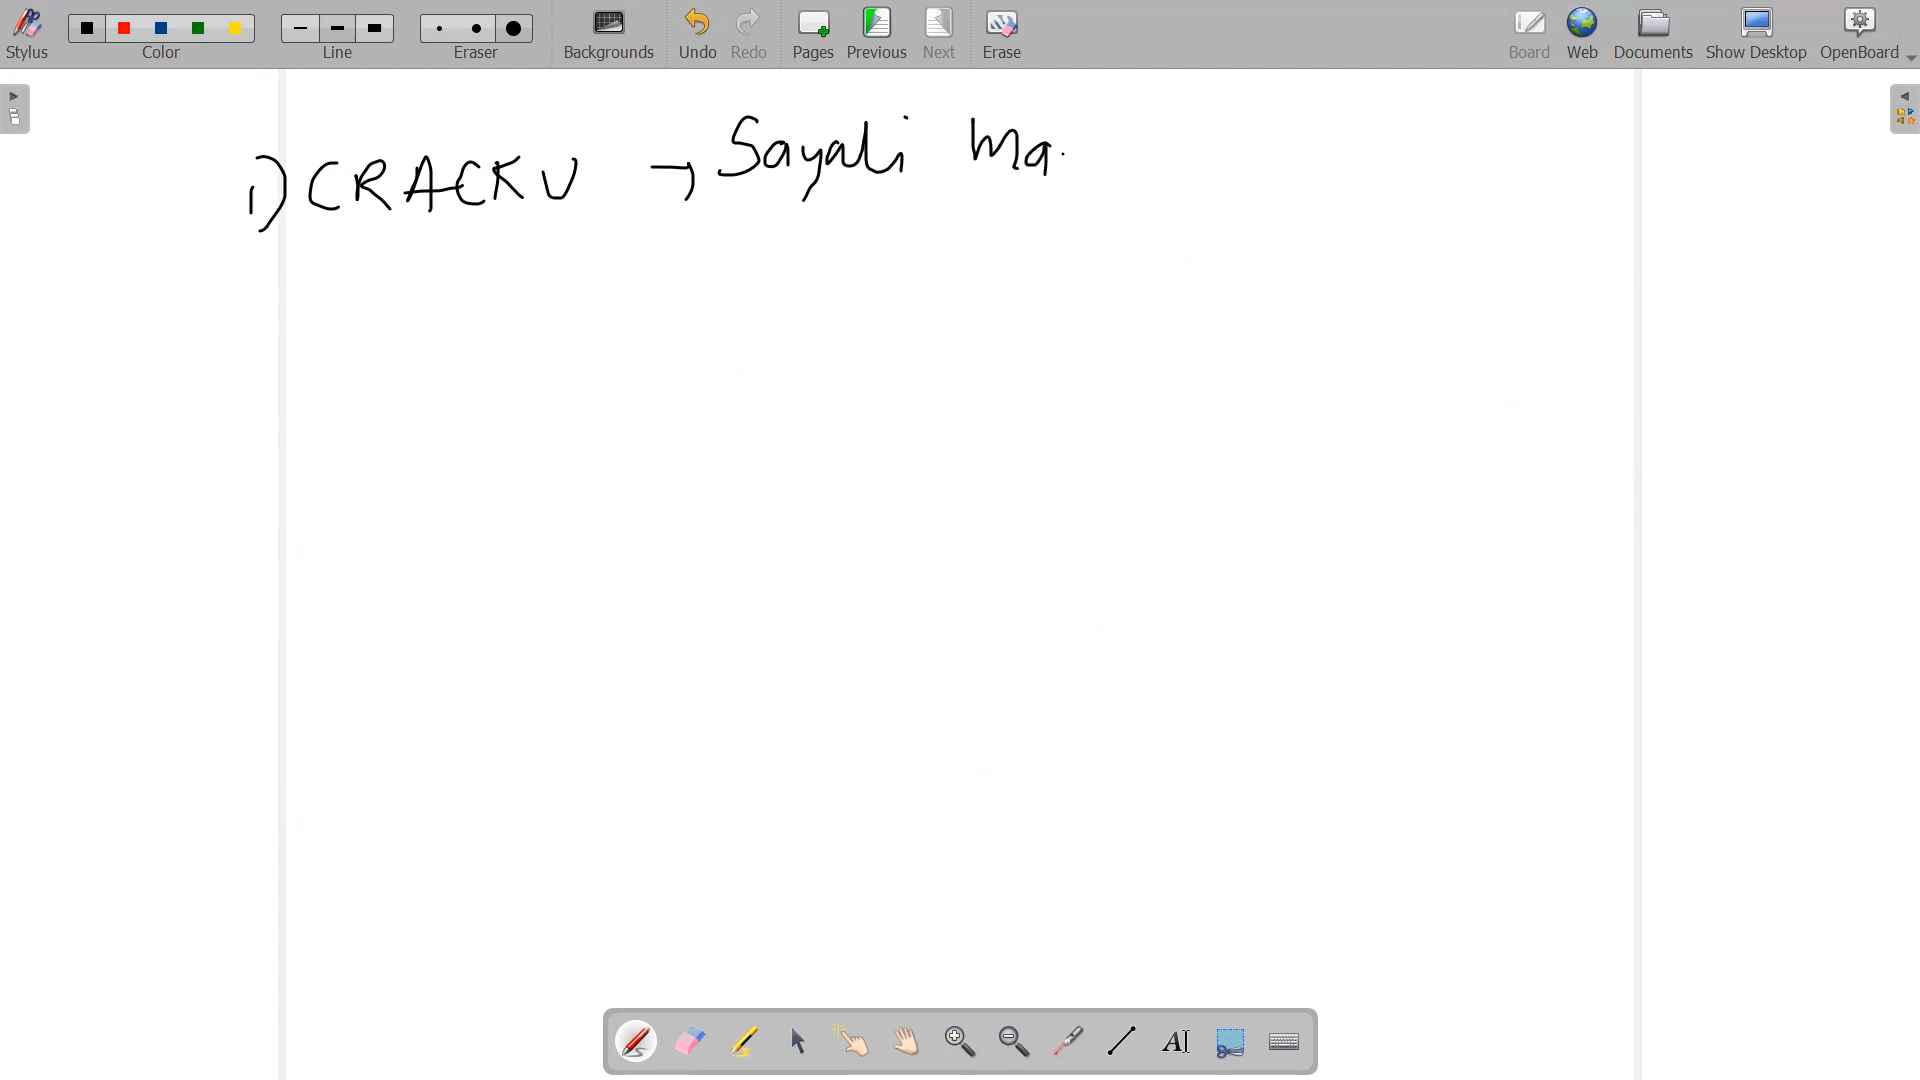 Stylus Color Line Eraser Backgrounds Undo Redo Pages Previous Next Erase Board Web Documents Show Desktop OpenBoard
1) CRACKU → Sayali Ma.